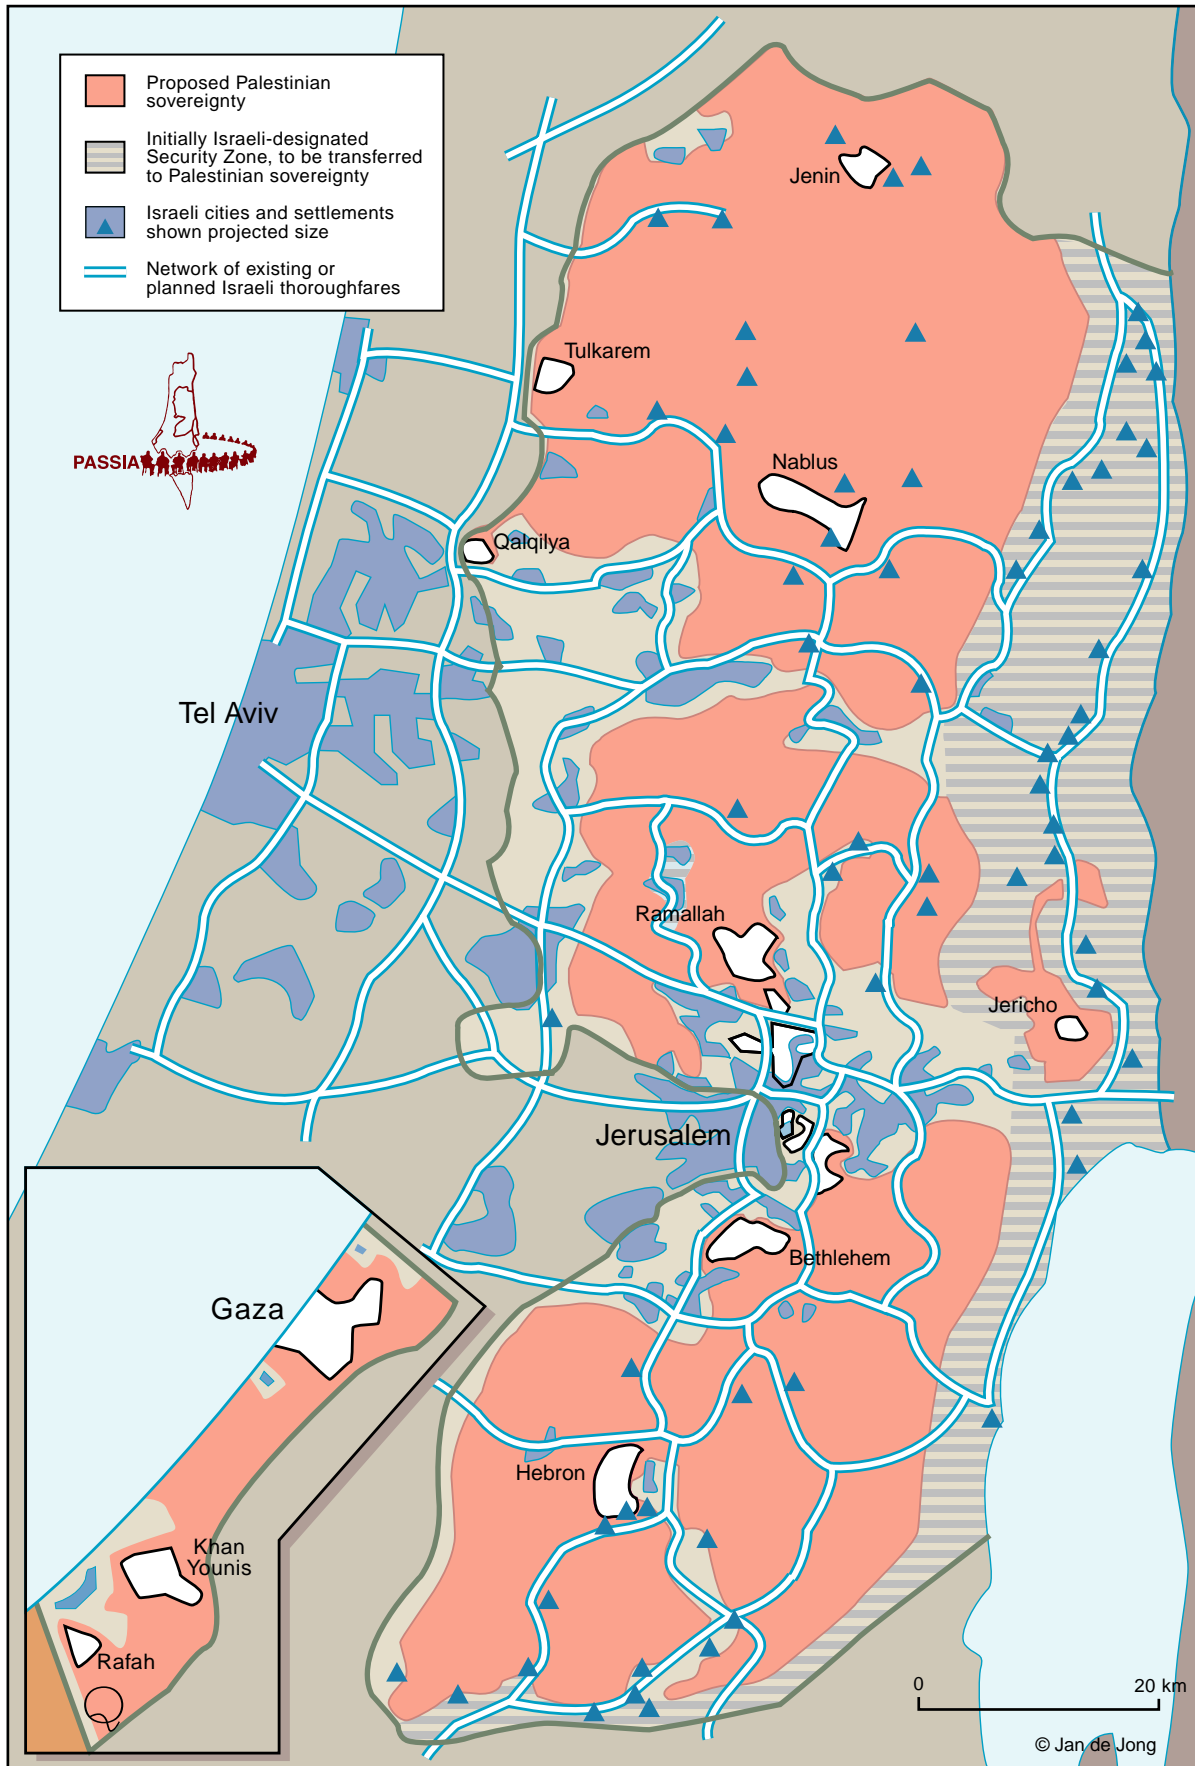 Proposed Palestinian
sovereignty
Initially Israeli-designated
Security Zone, to be transferred
to Palestinian sovereignty
Israeli cities and settlements
shown projected size
Network of existing or
planned Israeli thoroughfares
PASSIA
Jenin
Tulkarem
Nablus
Qalqilya
Tel Aviv
Ramallah
Jericho
Jerusalem
Bethlehem
Gaza
Hebron
Khan
Younis
Rafah
0
20 km
© Jan de Jong